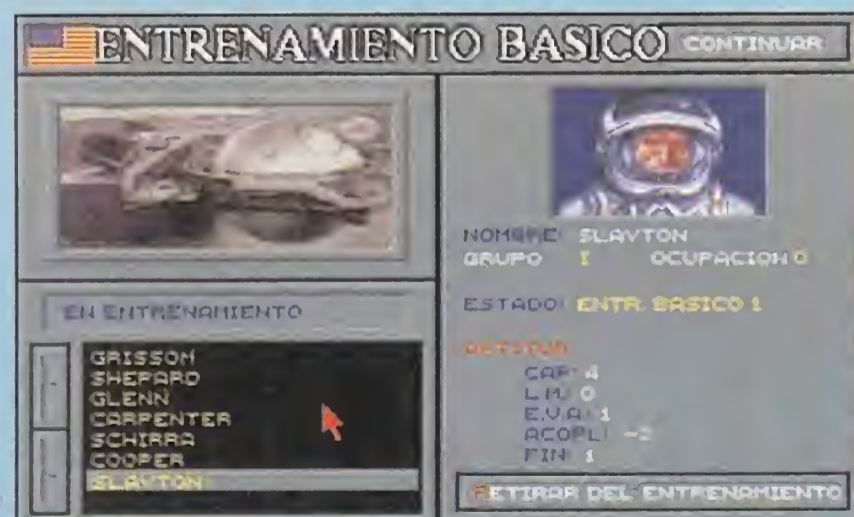 ENTRENAMIENTO BASICO
CONTINUAR
EN ENTRENAMIENTO
GRISSOM
SHEPARD
GLENN
CARPENTER
SCHIRRA
COOPER
SLAYTON
NOMBRE: SLAYTON
GRUPO I OCUPACION 0
ESTADO: ENTR. BASICO 1
APTITUD:
CAP: 4
L.M.: 0
E.V.A.: 1
ACOPL: -2
FIN: 1
RETIRAR DEL ENTRENAMIENTO